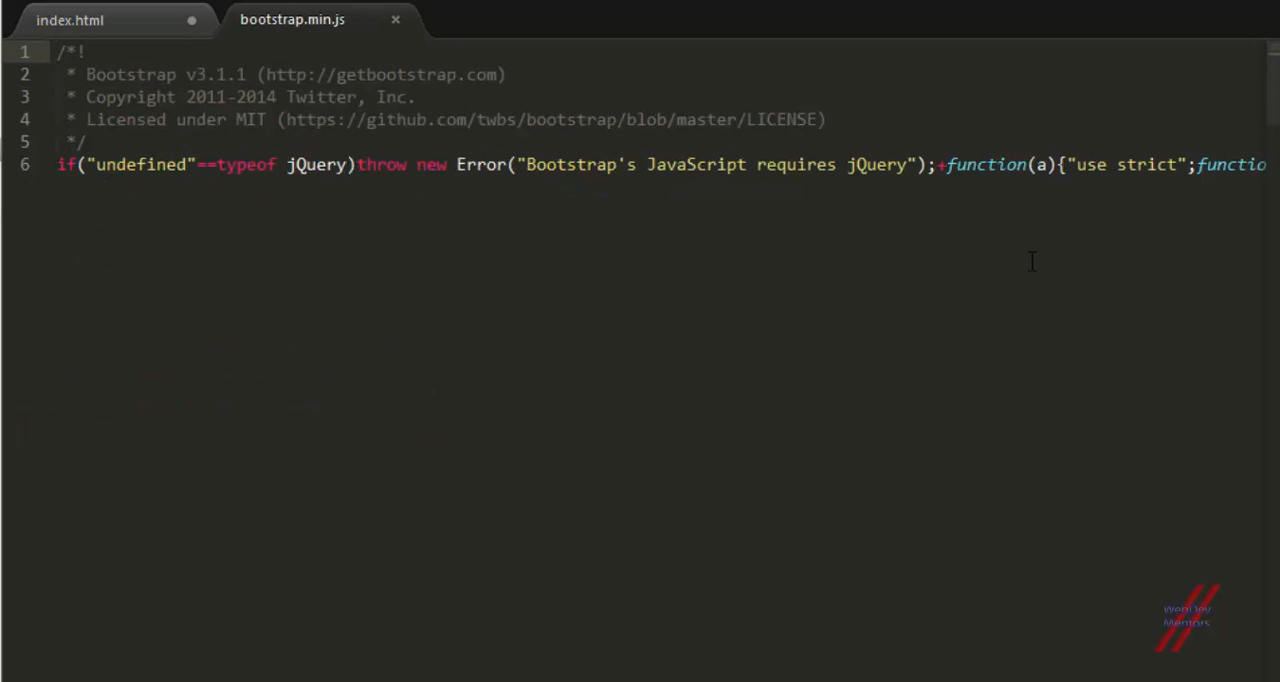 index.html
bootstrap.min.js
1 /*!
2 * Bootstrap v3.1.1 (http://getbootstrap.com)
3 * Copyright 2011-2014 Twitter, Inc.
4 * Licensed under MIT (https://github.com/twbs/bootstrap/blob/master/LICENSE)
5 */
6 if("undefined"==typeof jQuery)throw new Error("Bootstrap's JavaScript requires jQuery");+function(a){"use strict";functio
WebDev
Mentors